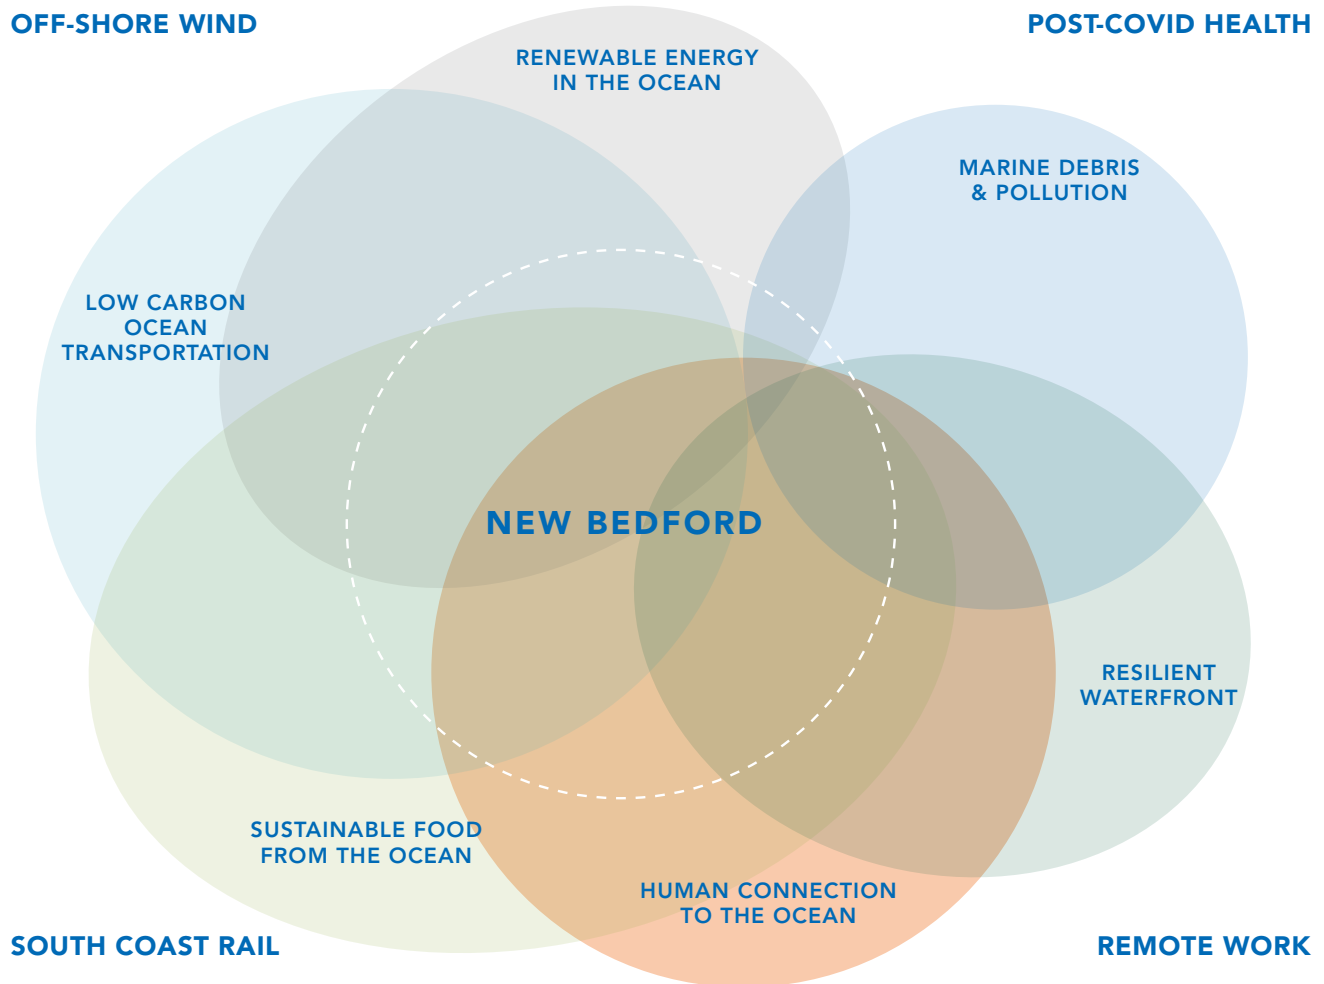 OFF-SHORE WIND
POST-COVID HEALTH
RENEWABLE ENERGY
IN THE OCEAN
MARINE DEBRIS
& POLLUTION
LOW CARBON
OCEAN
TRANSPORTATION
NEW BEDFORD
RESILIENT
WATERFRONT
SUSTAINABLE FOOD
FROM THE OCEAN
HUMAN CONNECTION
TO THE OCEAN
SOUTH COAST RAIL
REMOTE WORK